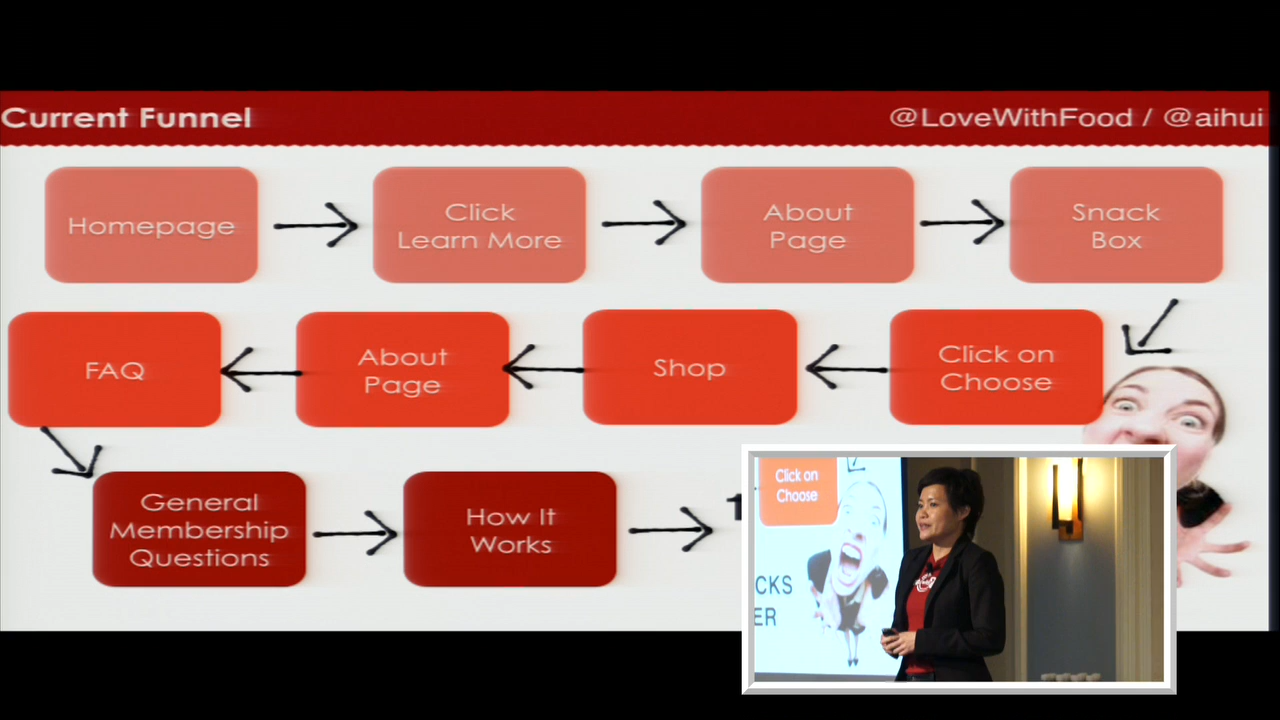 Current Funnel
@LoveWithFood / @aihui
Homepage
Click
Learn More
About
Page
Snack
Box
FAQ
About
Page
Shop
Click on
Choose
General
Membership
Questions
How It
Works
1
Click on
Choose
CKS
ER